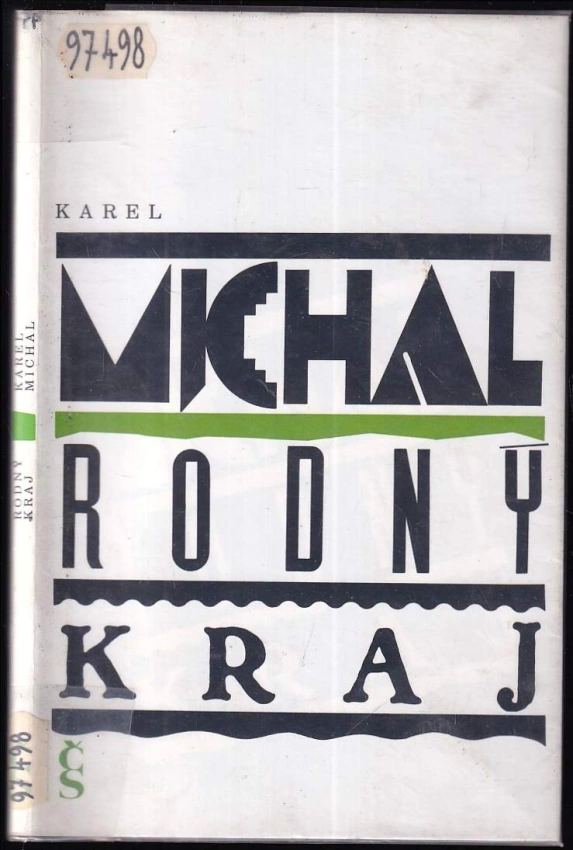 97498
KAREL
MICHAL
RODNÝ
KRAJ
ČS
KAREL
MICHAL
RODNÝ
KRAJ
97498